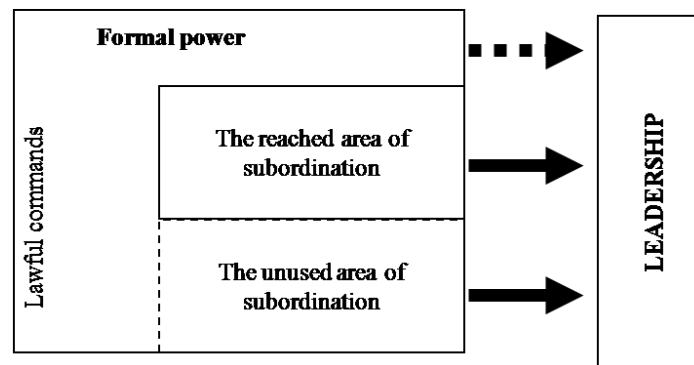 Formal power
The reached area of
subordination
Lawful commands
The unused area of
subordination
LEADERSHIP